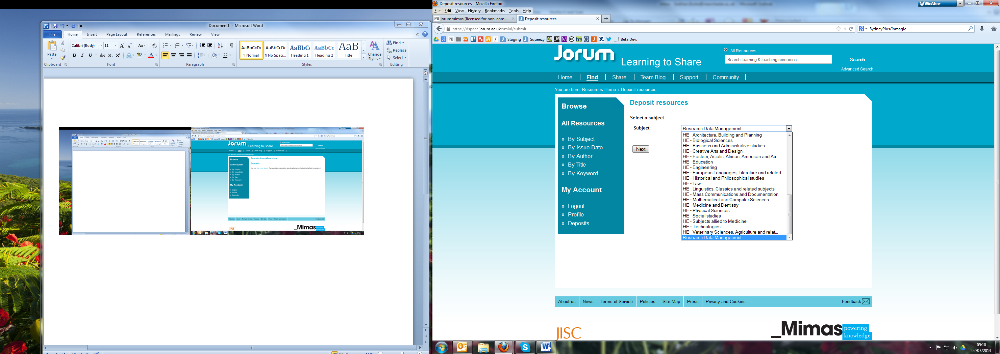 Document1 - Microsoft Word
File Home Insert Page Layout References Mailings Review View
Calibri (Body) 11
Paste
B I U abc x₂ x²
AaBbCcDc AaBbCcDc AaBbC AaBbCc AaB
¶ Normal ¶ No Spaci... Heading 1 Heading 2 Title
Change Styles
Find
Replace
Select
Clipboard Font Paragraph Styles Editing
Jorum Learning to Share
Browse
Deposits & workflow tasks
All Resources
Deposits
By Subject
By Issue Date
By Author
By Title
By Keyword
My Account
Logout
Profile
Deposits
JISC
_Mimas
Deposit resources - Mozilla Firefox
McAfee
File Edit View History Bookmarks Tools Help
PB jorummimas [licensed for non-com...
Deposit resources
https://dspace.jorum.ac.uk/xmlui/submit
SydneyPlus/Inmagic
PB Staging Squeezy Beta Dev.
Jorum Learning to Share
All Resources
Search learning & teaching resources
Search
Advanced Search
Home Find Share Team Blog Support Community
You are here: Resources Home » Deposit resources
Browse
All Resources
» By Subject
» By Issue Date
» By Author
» By Title
» By Keyword
My Account
» Logout
» Profile
» Deposits
Deposit resources
Select a subject
Subject: Research Data Management
HE - Architecture, Building and Planning
HE - Biological Sciences
HE - Business and Administrative studies
HE - Creative Arts and Design
HE - Eastern, Asiatic, African, American and Au...
HE - Education
HE - Engineering
HE - European Languages, Literature and related...
HE - Historical and Philosophical studies
HE - Law
HE - Linguistics, Classics and related subjects
HE - Mass Communications and Documentation
HE - Mathematical and Computer Sciences
HE - Medicine and Dentistry
HE - Physical Sciences
HE - Social studies
HE - Subjects allied to Medicine
HE - Technologies
HE - Veterinary Sciences, Agriculture and relat...
Research Data Management
Next
About us News Terms of Service Policies Site Map Press Privacy and Cookies Feedback
JISC
_Mimas powering knowledge
09:10
02/07/2013